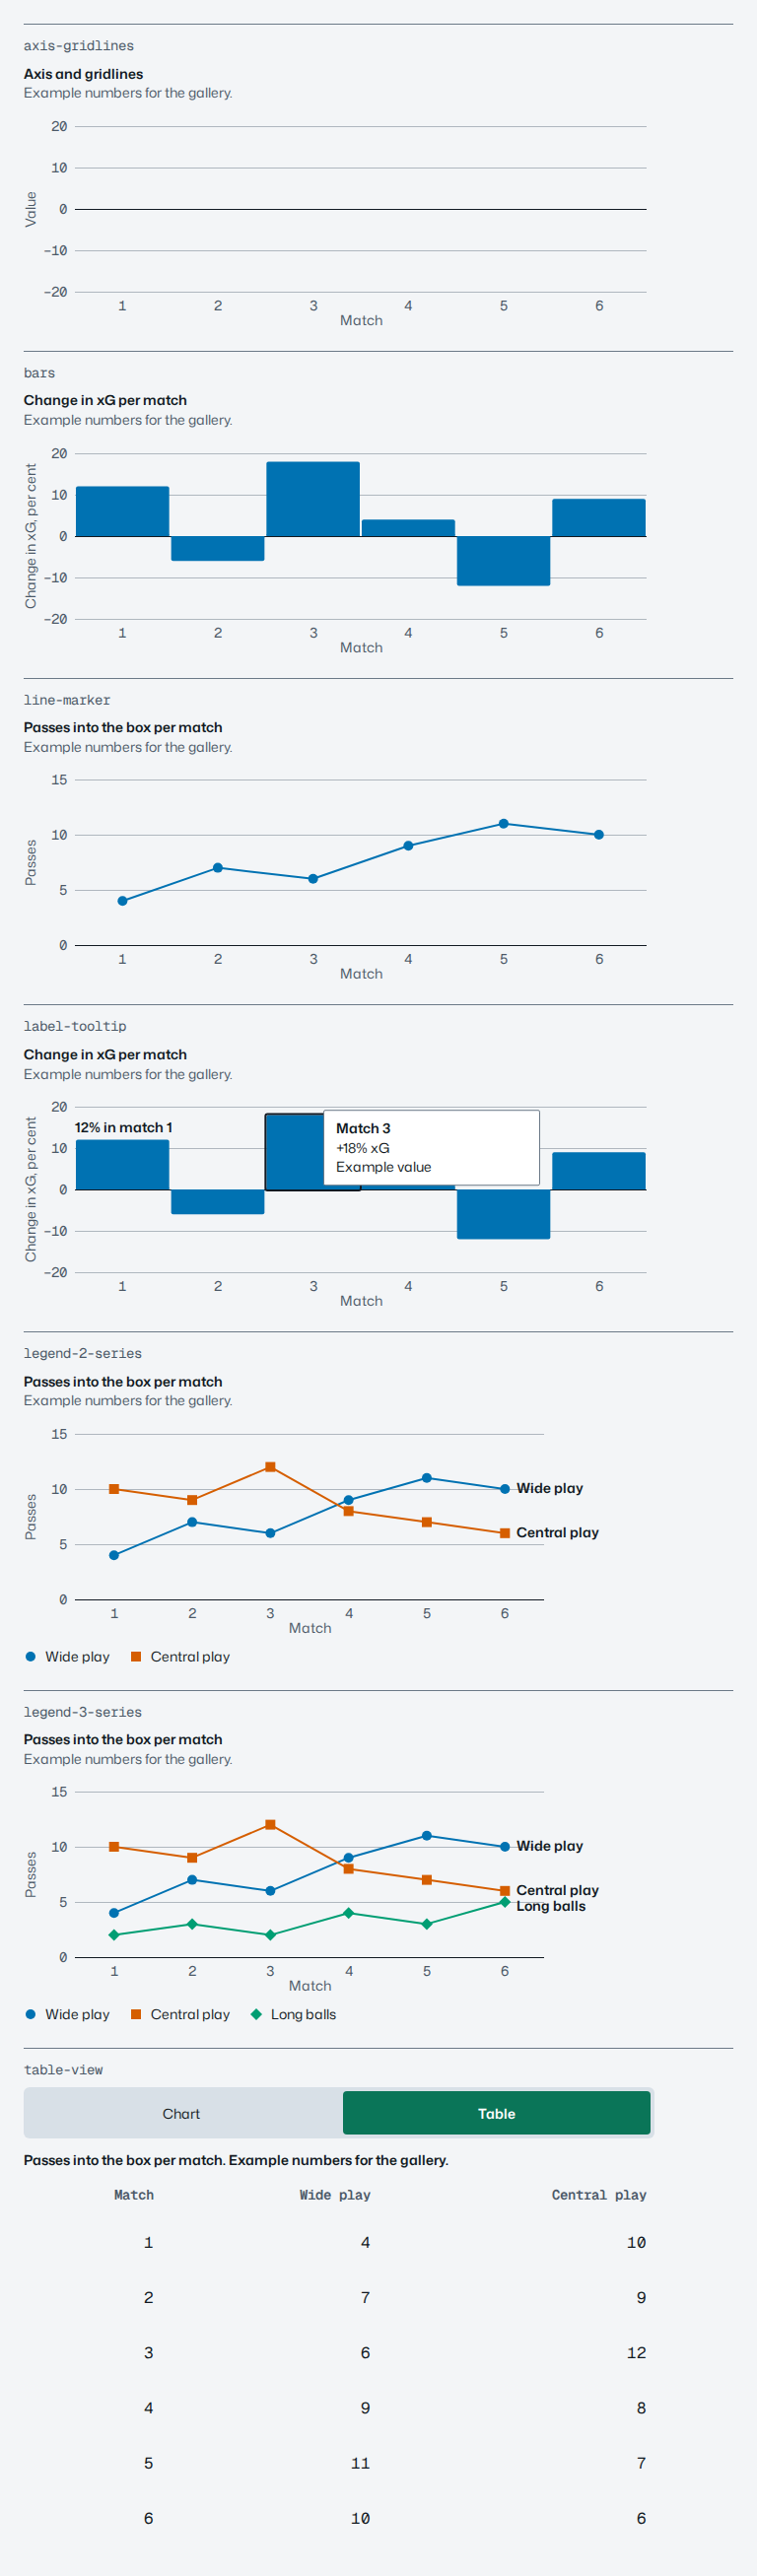 axis-gridlines
Axis and gridlines
Example numbers for the gallery.
20
10
0
−10
−20
Value
1 2 3 4 5 6
Match
bars
Change in xG per match
Example numbers for the gallery.
20
10
0
−10
−20
Change in xG, per cent
1 2 3 4 5 6
Match
line-marker
Passes into the box per match
Example numbers for the gallery.
15
10
5
0
Passes
1 2 3 4 5 6
Match
label-tooltip
Change in xG per match
Example numbers for the gallery.
20
10
0
−10
−20
Change in xG, per cent
12% in match 1
Match 3
+18% xG
Example value
1 2 3 4 5 6
Match
legend-2-series
Passes into the box per match
Example numbers for the gallery.
15
10
5
0
Passes
Wide play
Central play
1 2 3 4 5 6
Match
Wide play Central play
legend-3-series
Passes into the box per match
Example numbers for the gallery.
15
10
5
0
Passes
Wide play
Central play
Long balls
1 2 3 4 5 6
Match
Wide play Central play Long balls
table-view
Chart Table
Passes into the box per match. Example numbers for the gallery.
Match Wide play Central play
1 4 10
2 7 9
3 6 12
4 9 8
5 11 7
6 10 6